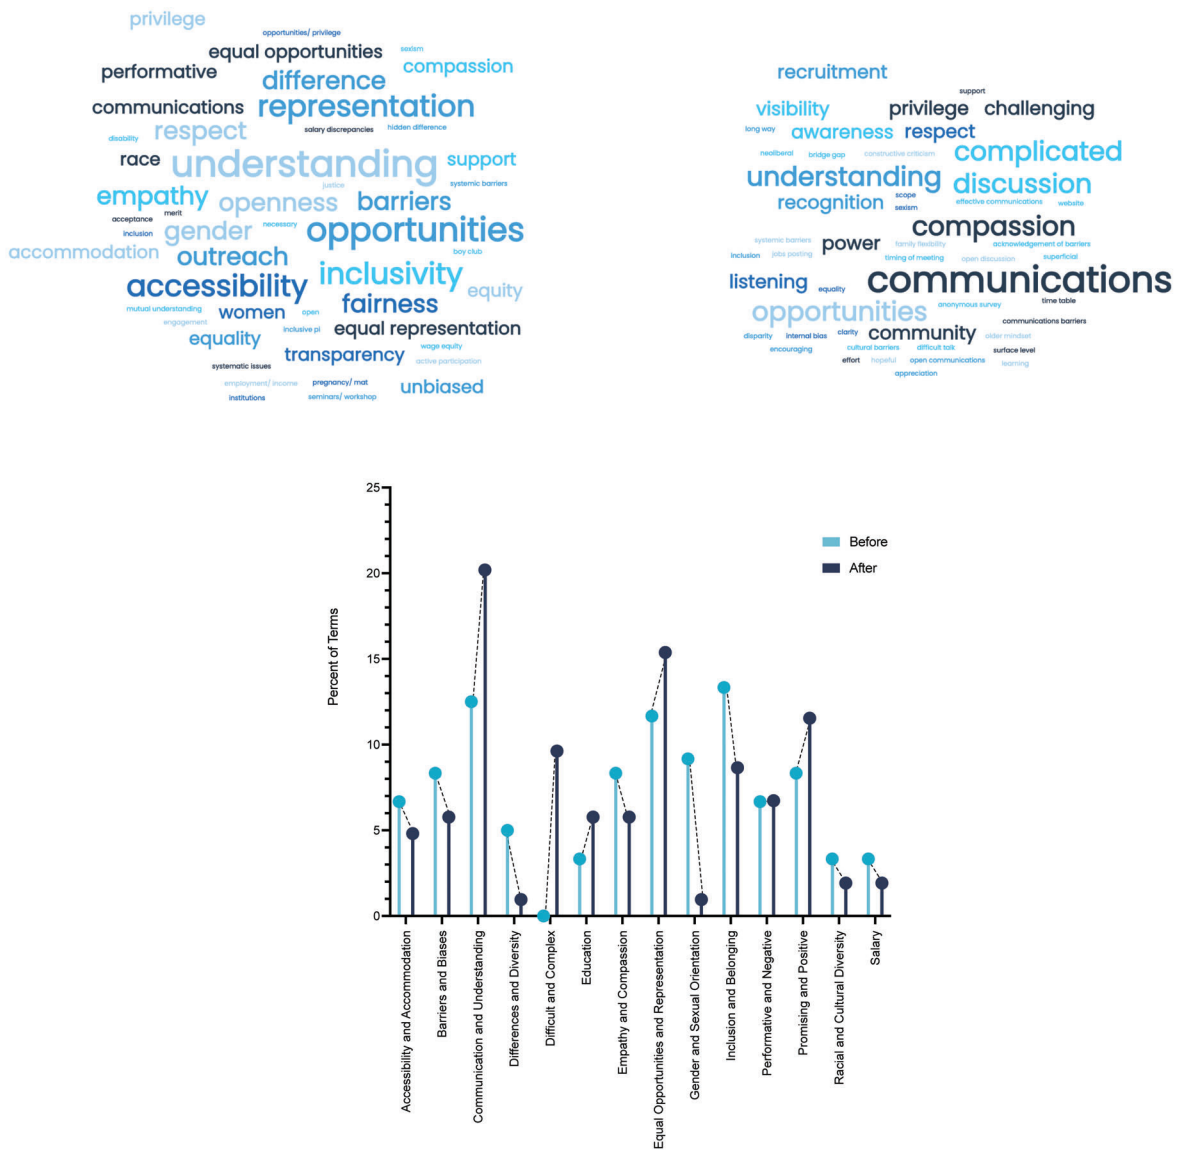 privilege
opportunities/ privilege
equal opportunities
sexism
performative
difference
compassion
communications
representation
disability
respect
salary discrepancies
hidden difference
race
understanding
support
justice
systemic barriers
empathy
openness
barriers
acceptance
merit
inclusion
gender
necessary
opportunities
accommodation
outreach
boy club
accessibility
inclusivity
equity
fairness
mutual understanding
women
open
engagement
inclusive pi
equal representation
equality
wage equity
transparency
active participation
systematic issues
employment/ income
pregnancy/ mat
unbiased
institutions
seminars/ workshop
recruitment
support
visibility
privilege
challenging
long way
awareness
respect
neoliberal
bridge gap
constructive criticism
complicated
understanding
discussion
scope
recognition
sexism
effective communications
website
compassion
systemic barriers
power
family flexibility
acknowledgement of barriers
inclusion
jobs posting
timing of meeting
open discussion
superficial
listening
equality
communications
opportunities
anonymous survey
time table
communications barriers
disparity
internal bias
clarity
community
older mindset
encouraging
cultural barriers
difficult talk
surface level
effort
hopeful
open communications
learning
appreciation
25
20
15
10
5
0
Percent of Terms
Before
After
Accessibility and Accommodation
Barriers and Biases
Communication and Understanding
Differences and Diversity
Difficult and Complex
Education
Empathy and Compassion
Equal Opportunities and Representation
Gender and Sexual Orientation
Inclusion and Belonging
Performative and Negative
Promising and Positive
Racial and Cultural Diversity
Salary